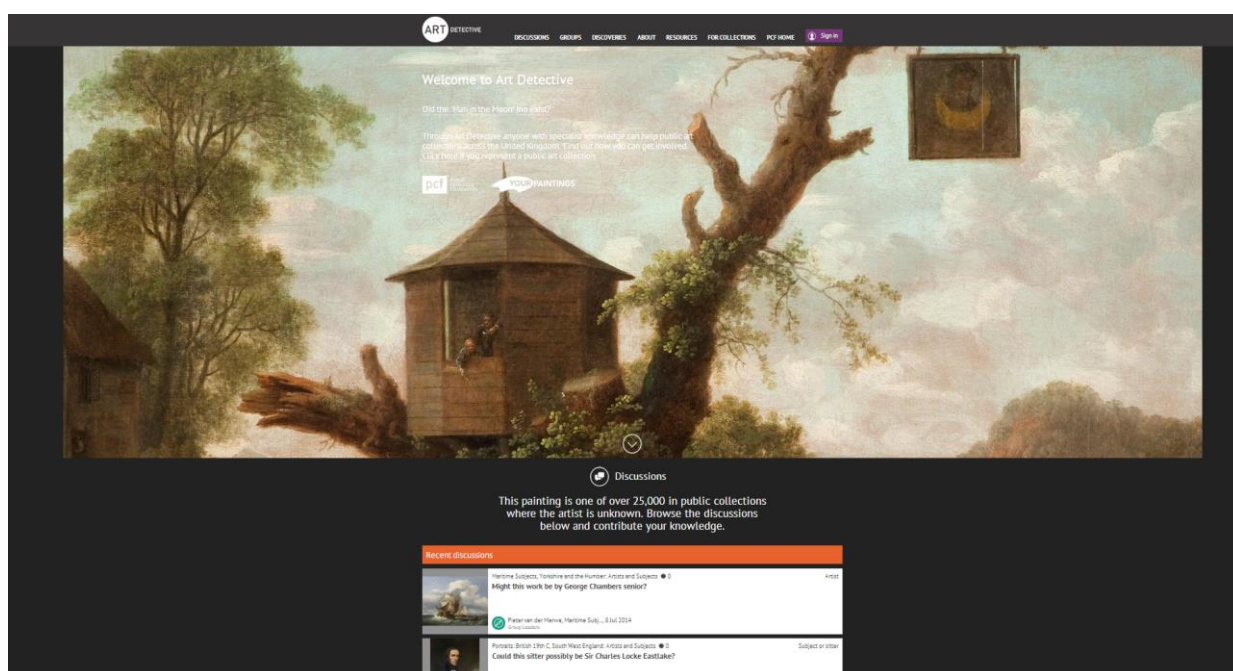 ART DETECTIVE
DISCUSSIONS GROUPS DISCOVERIES ABOUT RESOURCES FOR COLLECTIONS PCF HOME Sign in
Welcome to Art Detective
Did the 'Man in the Moon' inn exist?
Through Art Detective anyone with specialist knowledge can help public art
collections across the United Kingdom. Find out how you can get involved.
Click here if you represent a public art collection.
pcf YOUR PAINTINGS
Discussions
This painting is one of over 25,000 in public collections
where the artist is unknown. Browse the discussions
below and contribute your knowledge.
Recent discussions
Maritime Subjects, Yorkshire and the Humber: Artists and Subjects 0 Artist
Might this work be by George Chambers senior?
Pieter van der Merwe, Maritime Subj..., 8 Jul 2014
Group Leaders
Portraits: British 19th C, South West England: Artists and Subjects 0 Subject or sitter
Could this sitter possibly be Sir Charles Locke Eastlake?